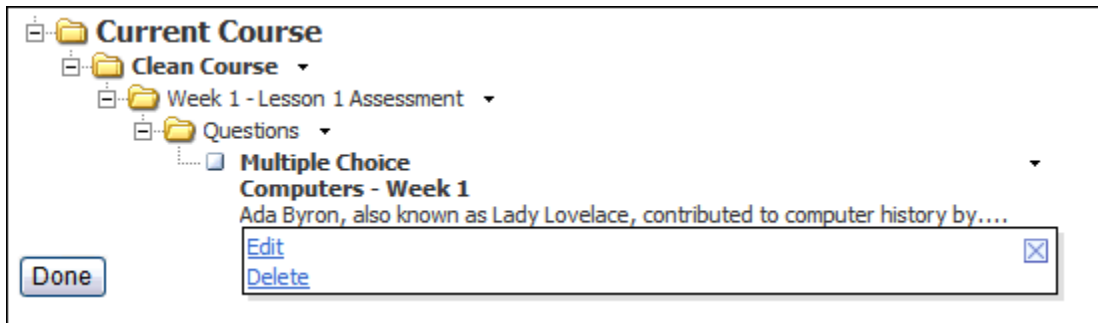 Current Course
Clean Course
Week 1 - Lesson 1 Assessment
Questions
Multiple Choice
Computers - Week 1
Ada Byron, also known as Lady Lovelace, contributed to computer history by....
Edit
Delete
Done